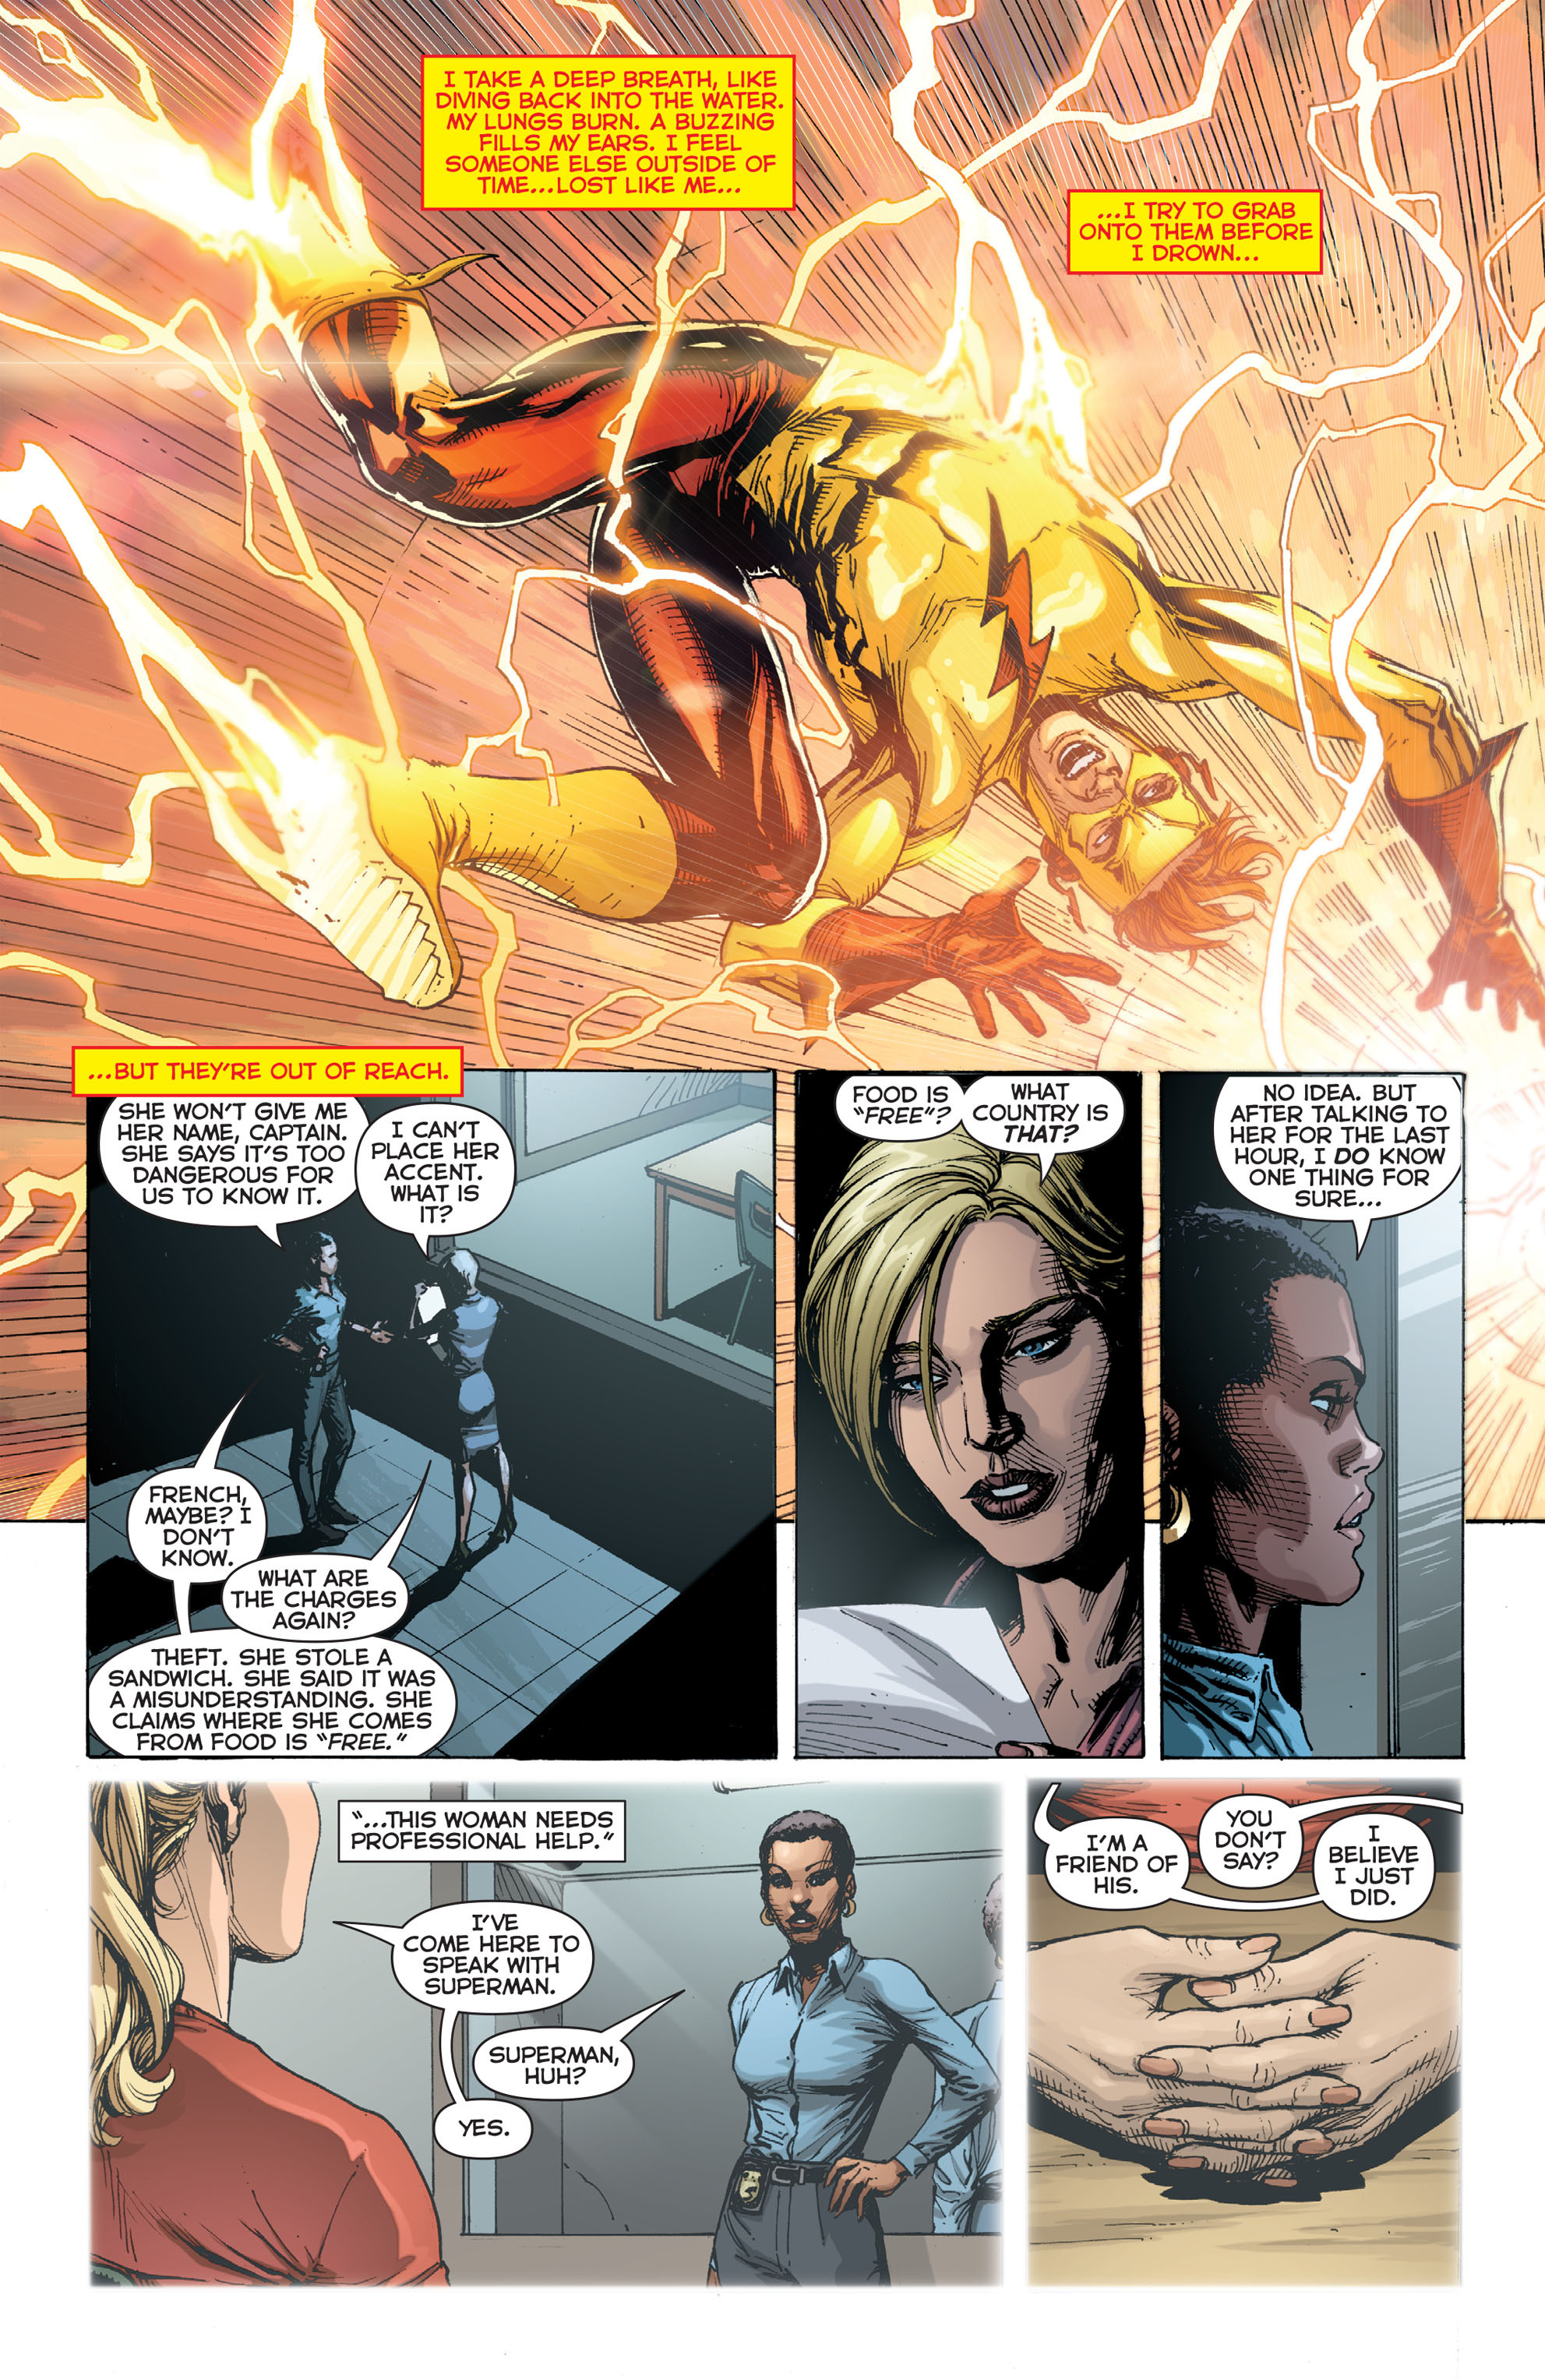 I TAKE A DEEP BREATH, LIKE
DIVING BACK INTO THE WATER.
MY LUNGS BURN. A BUZZING
FILLS MY EARS. I FEEL
SOMEONE ELSE OUTSIDE OF
TIME...LOST LIKE ME...
...I TRY TO GRAB
ONTO THEM BEFORE
I DROWN...
...BUT THEY'RE OUT OF REACH.
SHE WON'T GIVE ME
HER NAME, CAPTAIN.
SHE SAYS IT'S TOO
DANGEROUS FOR
US TO KNOW IT.
I CAN'T
PLACE HER
ACCENT.
WHAT IS
IT?
FRENCH,
MAYBE? I
DON'T
KNOW.
WHAT ARE
THE CHARGES
AGAIN?
THEFT. SHE STOLE A
SANDWICH. SHE SAID IT WAS
A MISUNDERSTANDING. SHE
CLAIMS WHERE SHE COMES
FROM FOOD IS "FREE."
FOOD IS
"FREE"?
WHAT
COUNTRY IS
THAT?
NO IDEA. BUT
AFTER TALKING TO
HER FOR THE LAST
HOUR, I DO KNOW
ONE THING FOR
SURE...
"...THIS WOMAN NEEDS
PROFESSIONAL HELP."
I'VE
COME HERE TO
SPEAK WITH
SUPERMAN.
SUPERMAN,
HUH?
YES.
I'M A
FRIEND OF
HIS.
YOU
DON'T
SAY?
I
BELIEVE
I JUST
DID.